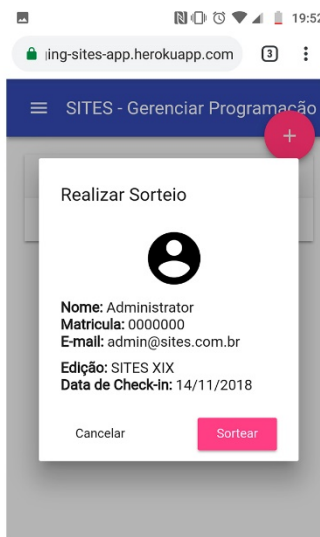 19:52
ing-sites-app.herokuapp.com
3
SITES - Gerenciar Programação
Realizar Sorteio
Nome: Administrator
Matricula: 0000000
E-mail: admin@sites.com.br
Edição: SITES XIX
Data de Check-in: 14/11/2018
Cancelar
Sortear